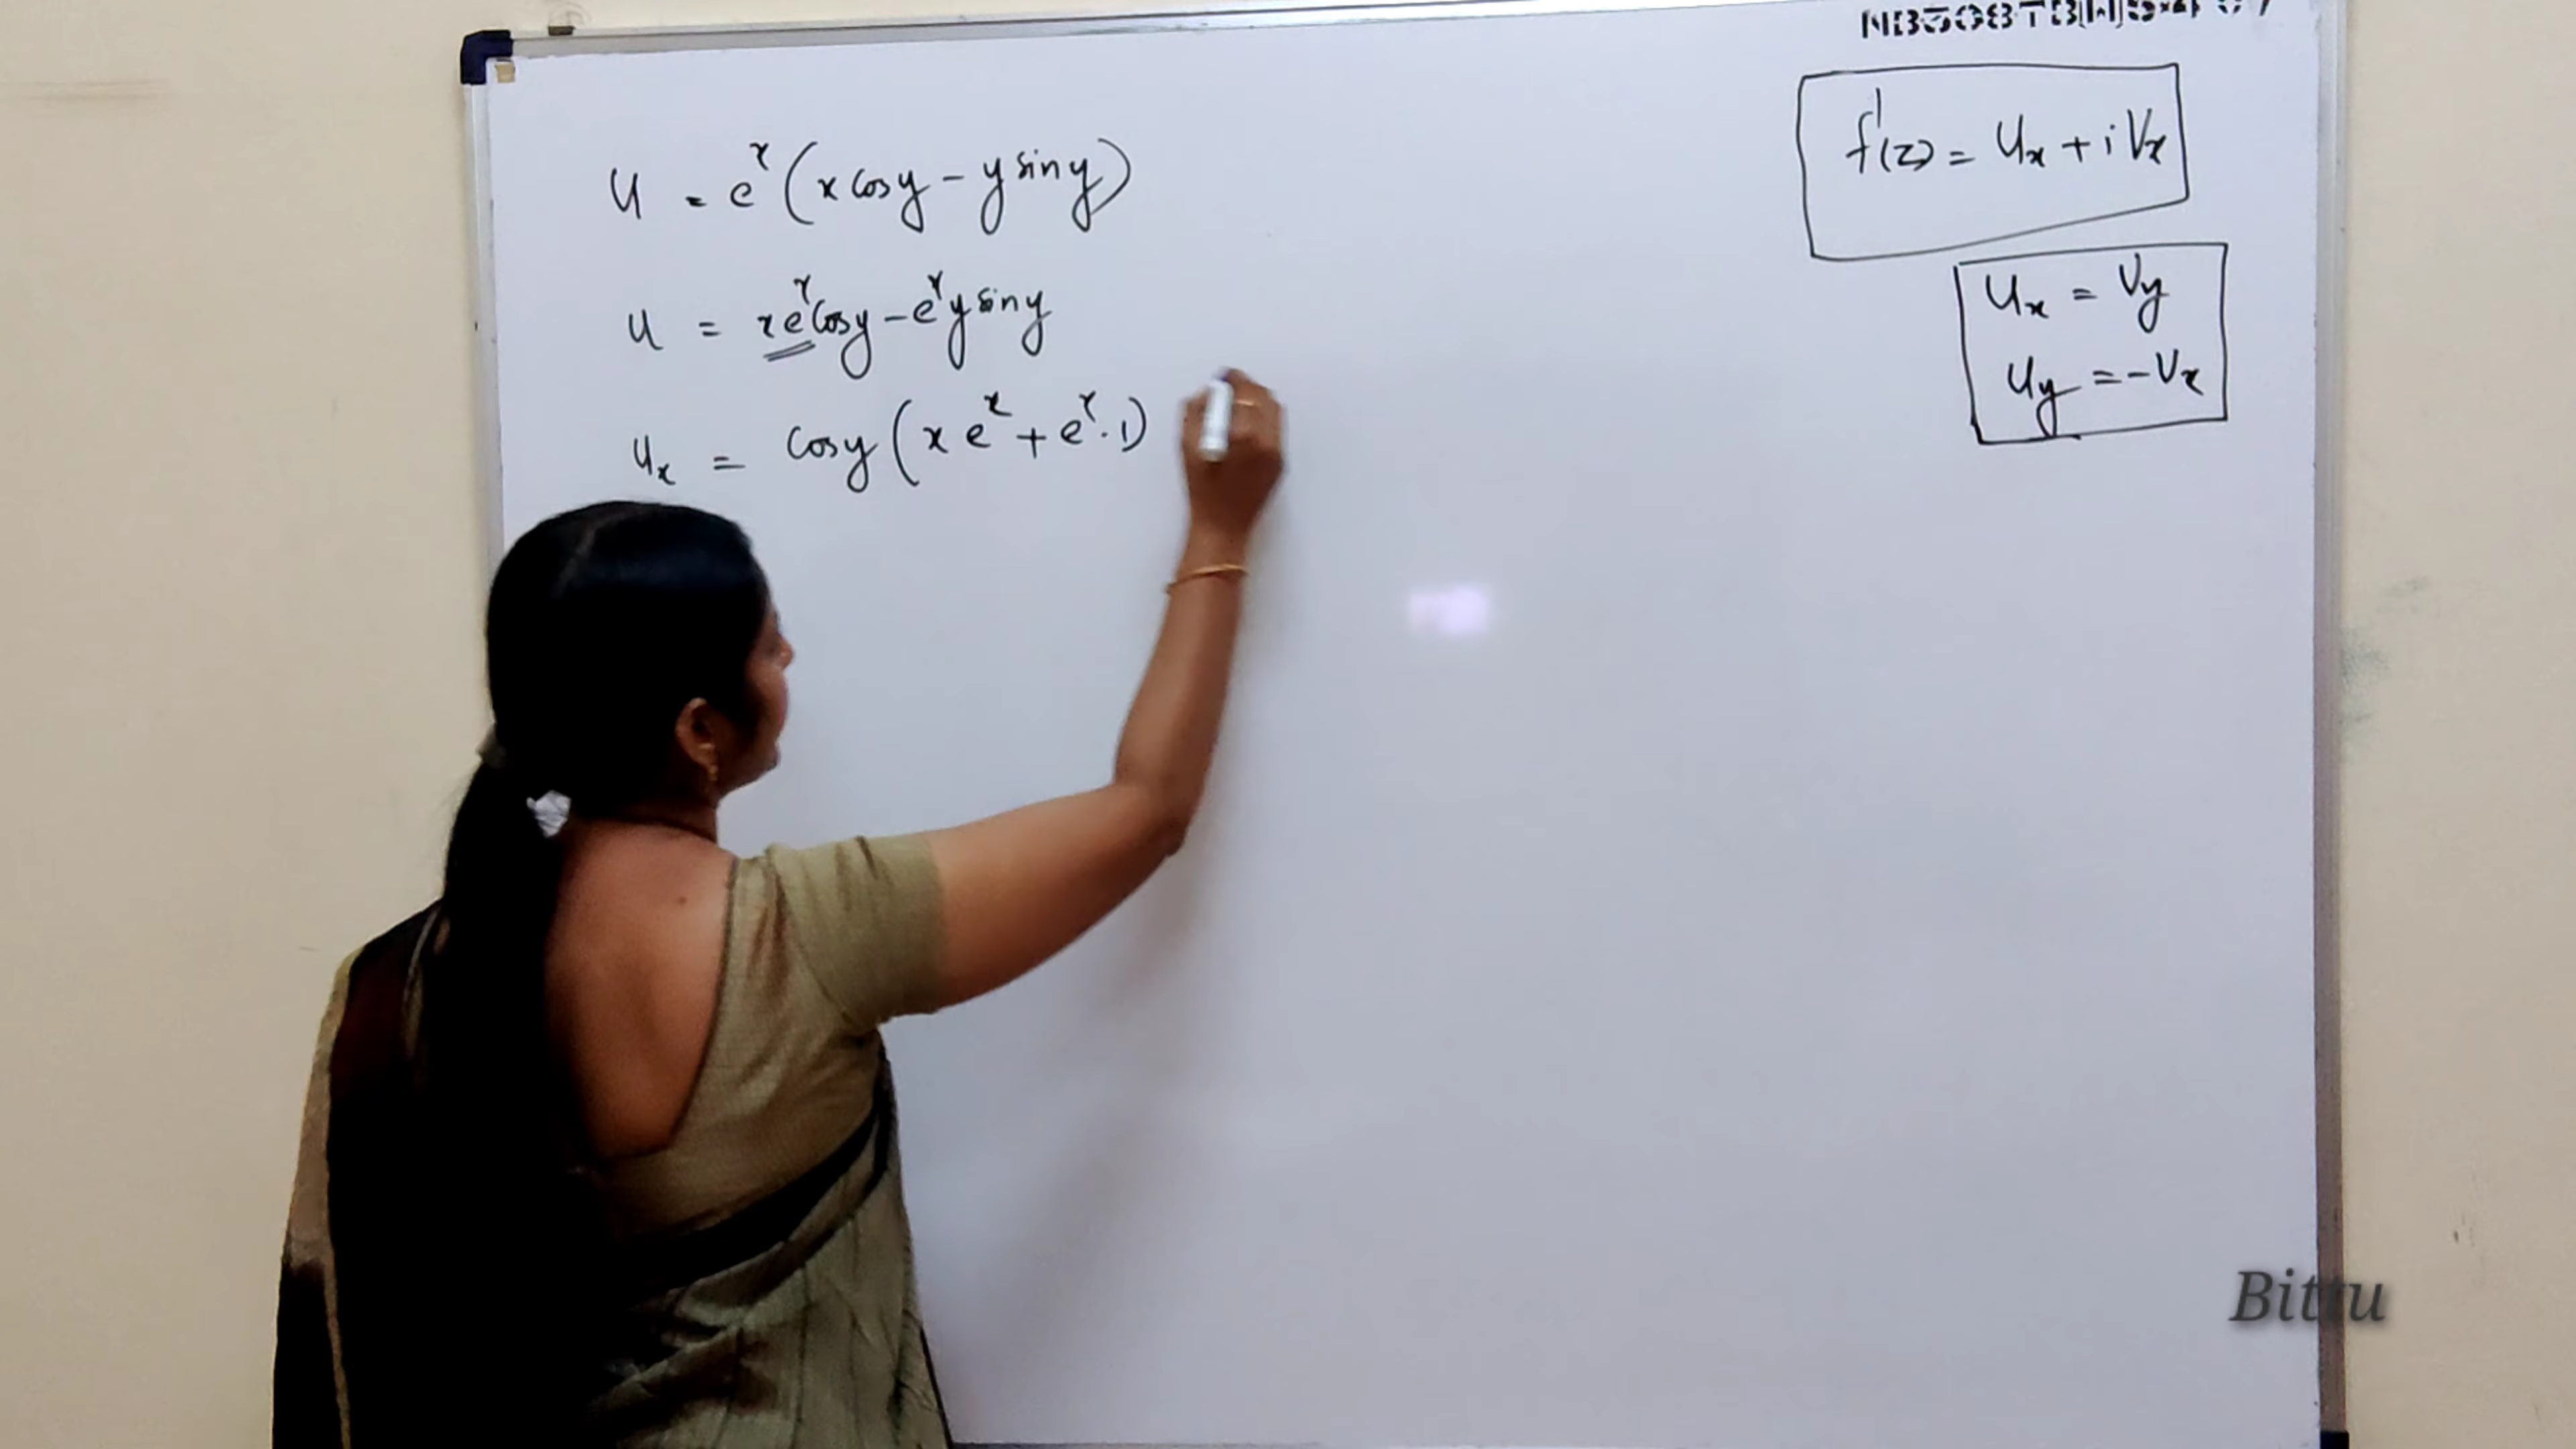 u = e^x (x cosy - y siny)
u = x e^x cosy - e^x y siny
u_x = cosy (x e^x + e^x . 1)
f'(z) = u_x + i v_x
u_x = v_y
u_y = - v_x
Bittu